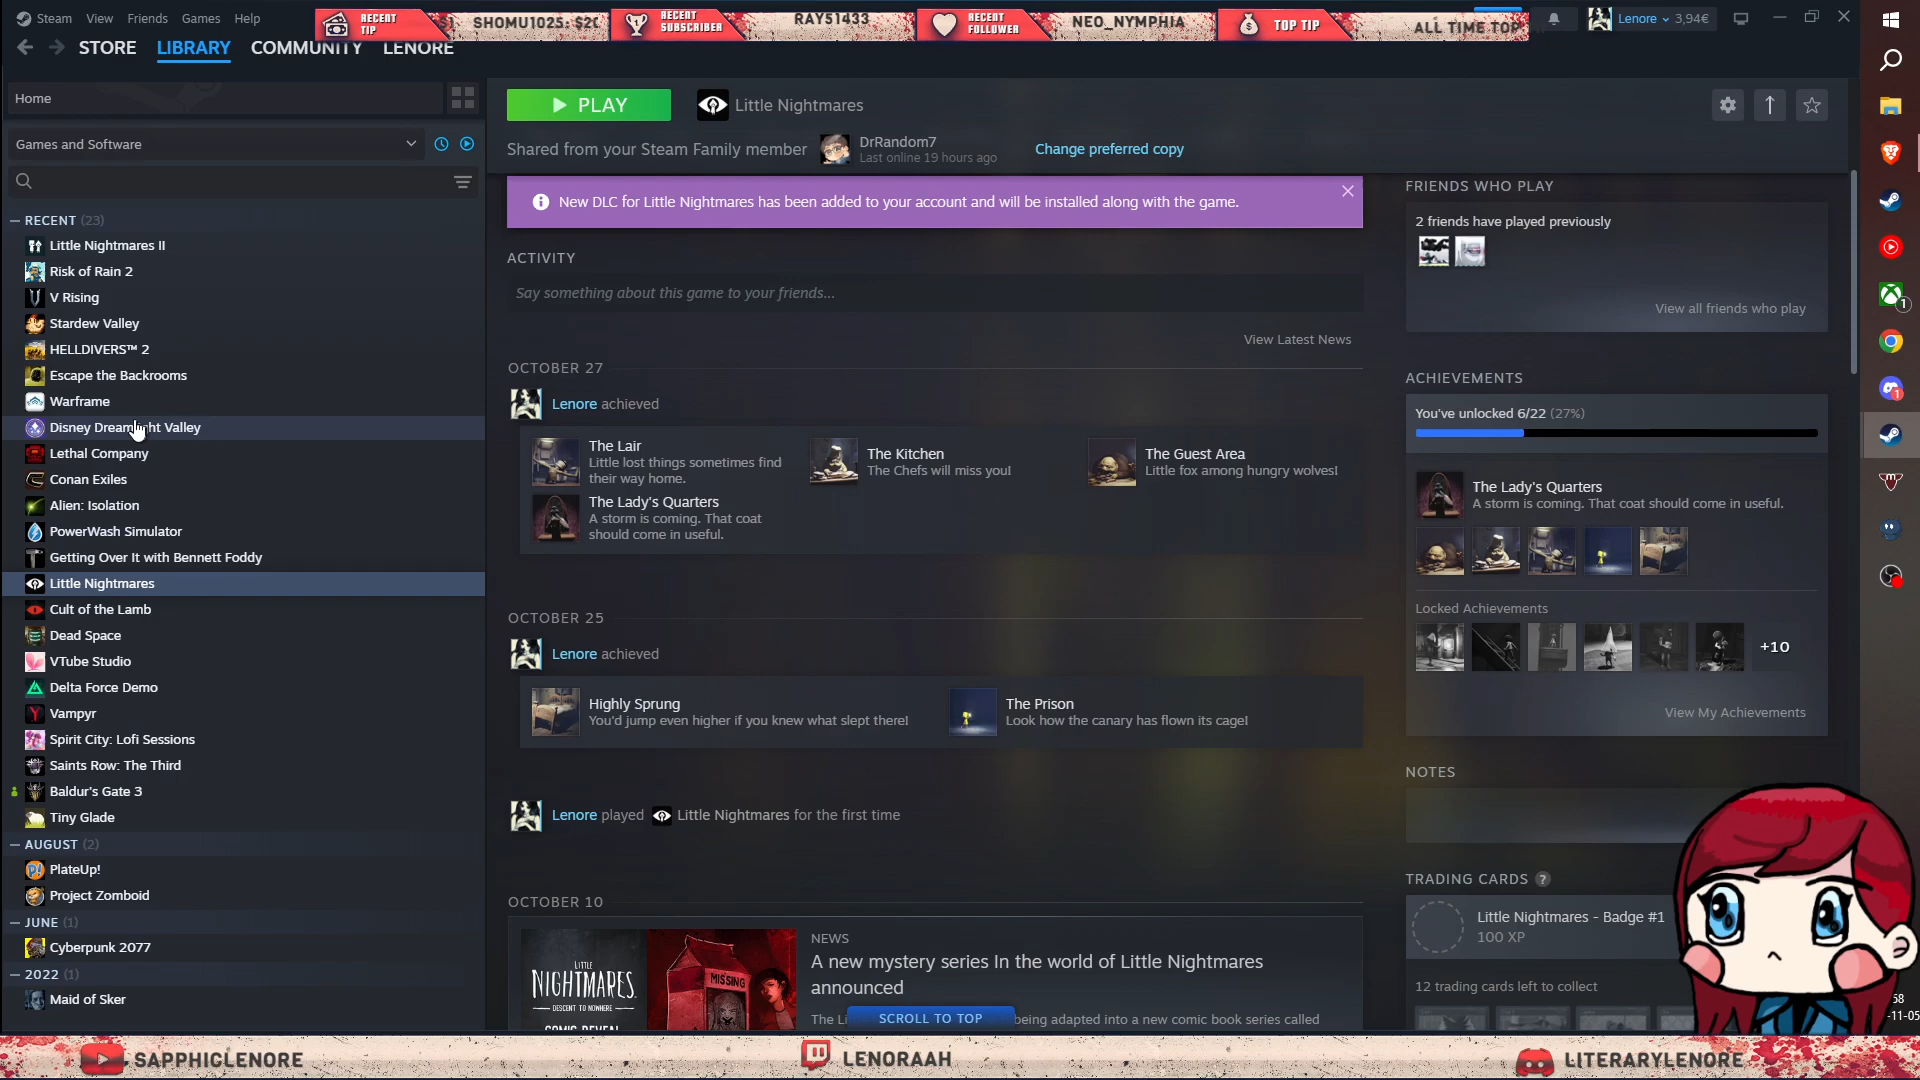 Steam View Friends Games Help
RECENT TIP
SHOMU1025: $20
RECENT SUBSCRIBER
RAY51433
RECENT FOLLOWER
NEO_NYMPHIA
TOP TIP
ALL TIME TOP
Lenore 3,94€
STORE LIBRARY COMMUNITY LENORE
Home
Games and Software
RECENT (23)
Little Nightmares II
Risk of Rain 2
V Rising
Stardew Valley
HELLDIVERS™ 2
Escape the Backrooms
Warframe
Disney Dreamlight Valley
Lethal Company
Conan Exiles
Alien: Isolation
PowerWash Simulator
Getting Over It with Bennett Foddy
Little Nightmares
Cult of the Lamb
Dead Space
VTube Studio
Delta Force Demo
Vampyr
Spirit City: Lofi Sessions
Saints Row: The Third
Baldur's Gate 3
Tiny Glade
AUGUST (2)
PlateUp!
Project Zomboid
JUNE (1)
Cyberpunk 2077
2022 (1)
Maid of Sker
PLAY
Little Nightmares
Shared from your Steam Family member
DrRandom7
Last online 19 hours ago
Change preferred copy
New DLC for Little Nightmares has been added to your account and will be installed along with the game.
ACTIVITY
Say something about this game to your friends...
View Latest News
OCTOBER 27
Lenore achieved
The Lair
Little lost things sometimes find
their way home.
The Kitchen
The Chefs will miss you!
The Guest Area
Little fox among hungry wolves!
The Lady's Quarters
A storm is coming. That coat
should come in useful.
OCTOBER 25
Lenore achieved
Highly Sprung
You'd jump even higher if you knew what slept there!
The Prison
Look how the canary has flown its cage!
Lenore played Little Nightmares for the first time
OCTOBER 10
LITTLE
NIGHTMARES
DESCENT TO NOWHERE
COMIC REVEAL
MISSING
NEWS
A new mystery series In the world of Little Nightmares
announced
The Li
being adapted into a new comic book series called
SCROLL TO TOP
FRIENDS WHO PLAY
2 friends have played previously
View all friends who play
ACHIEVEMENTS
You've unlocked 6/22 (27%)
The Lady's Quarters
A storm is coming. That coat should come in useful.
Locked Achievements
+10
View My Achievements
NOTES
TRADING CARDS ?
Little Nightmares - Badge #1
100 XP
12 trading cards left to collect
1
1
58
-11-05
SAPPHICLENORE
LENORAAH
LITERARYLENORE